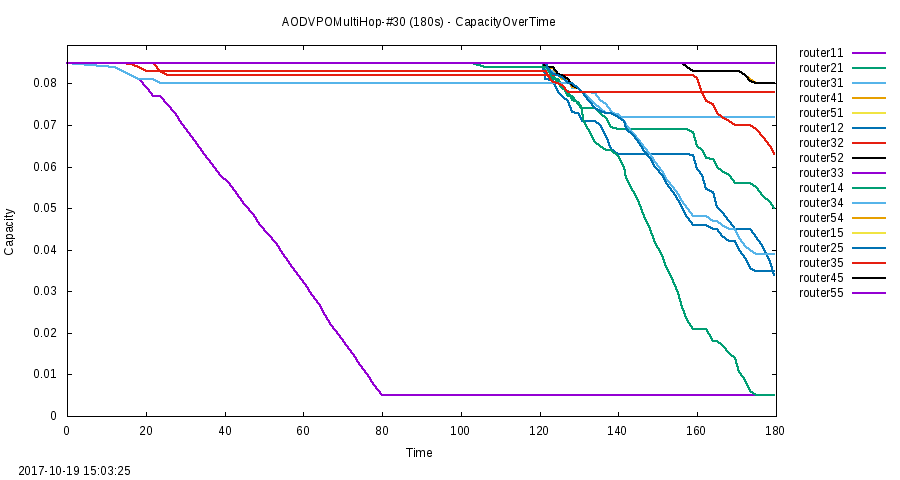 AODVPOMultiHop-#30 (180s) - CapacityOverTime
router11
router21
router31
router41
router51
router12
router32
router52
router33
router14
router34
router54
router15
router25
router35
router45
router55
Capacity
0.08
0.07
0.06
0.05
0.04
0.03
0.02
0.01
0
0 20 40 60 80 100 120 140 160 180
Time
2017-10-19 15:03:25